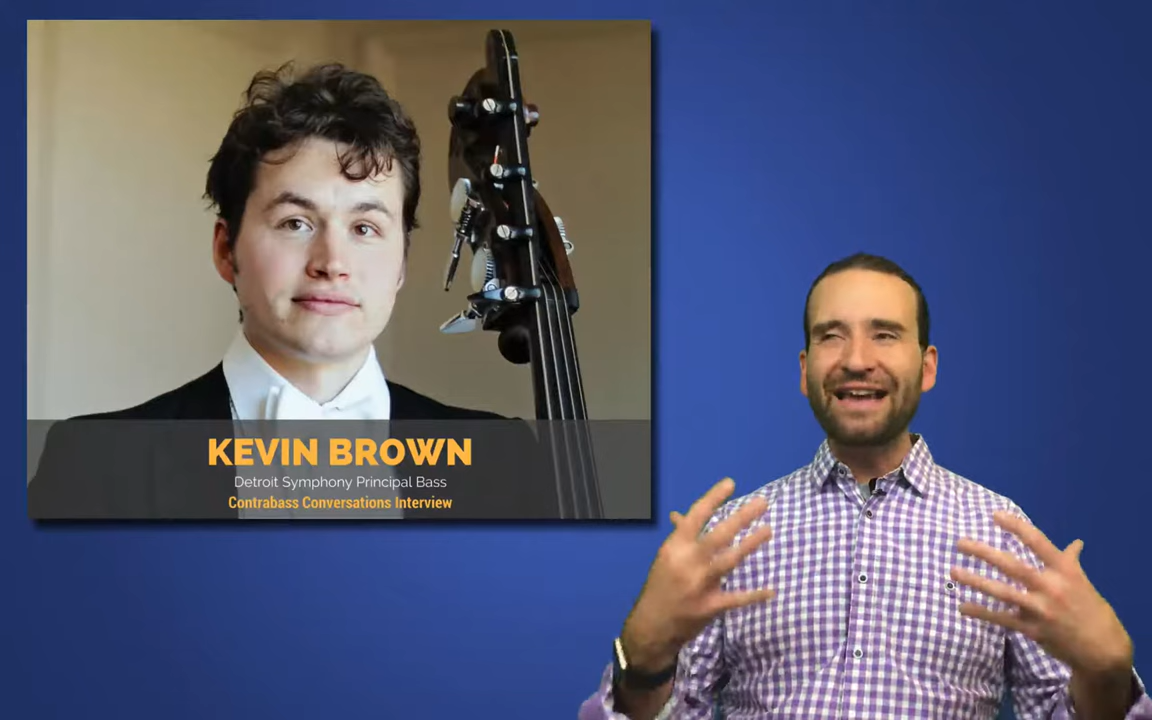 KEVIN BROWN
Detroit Symphony Principal Bass
Contrabass Conversations Interview